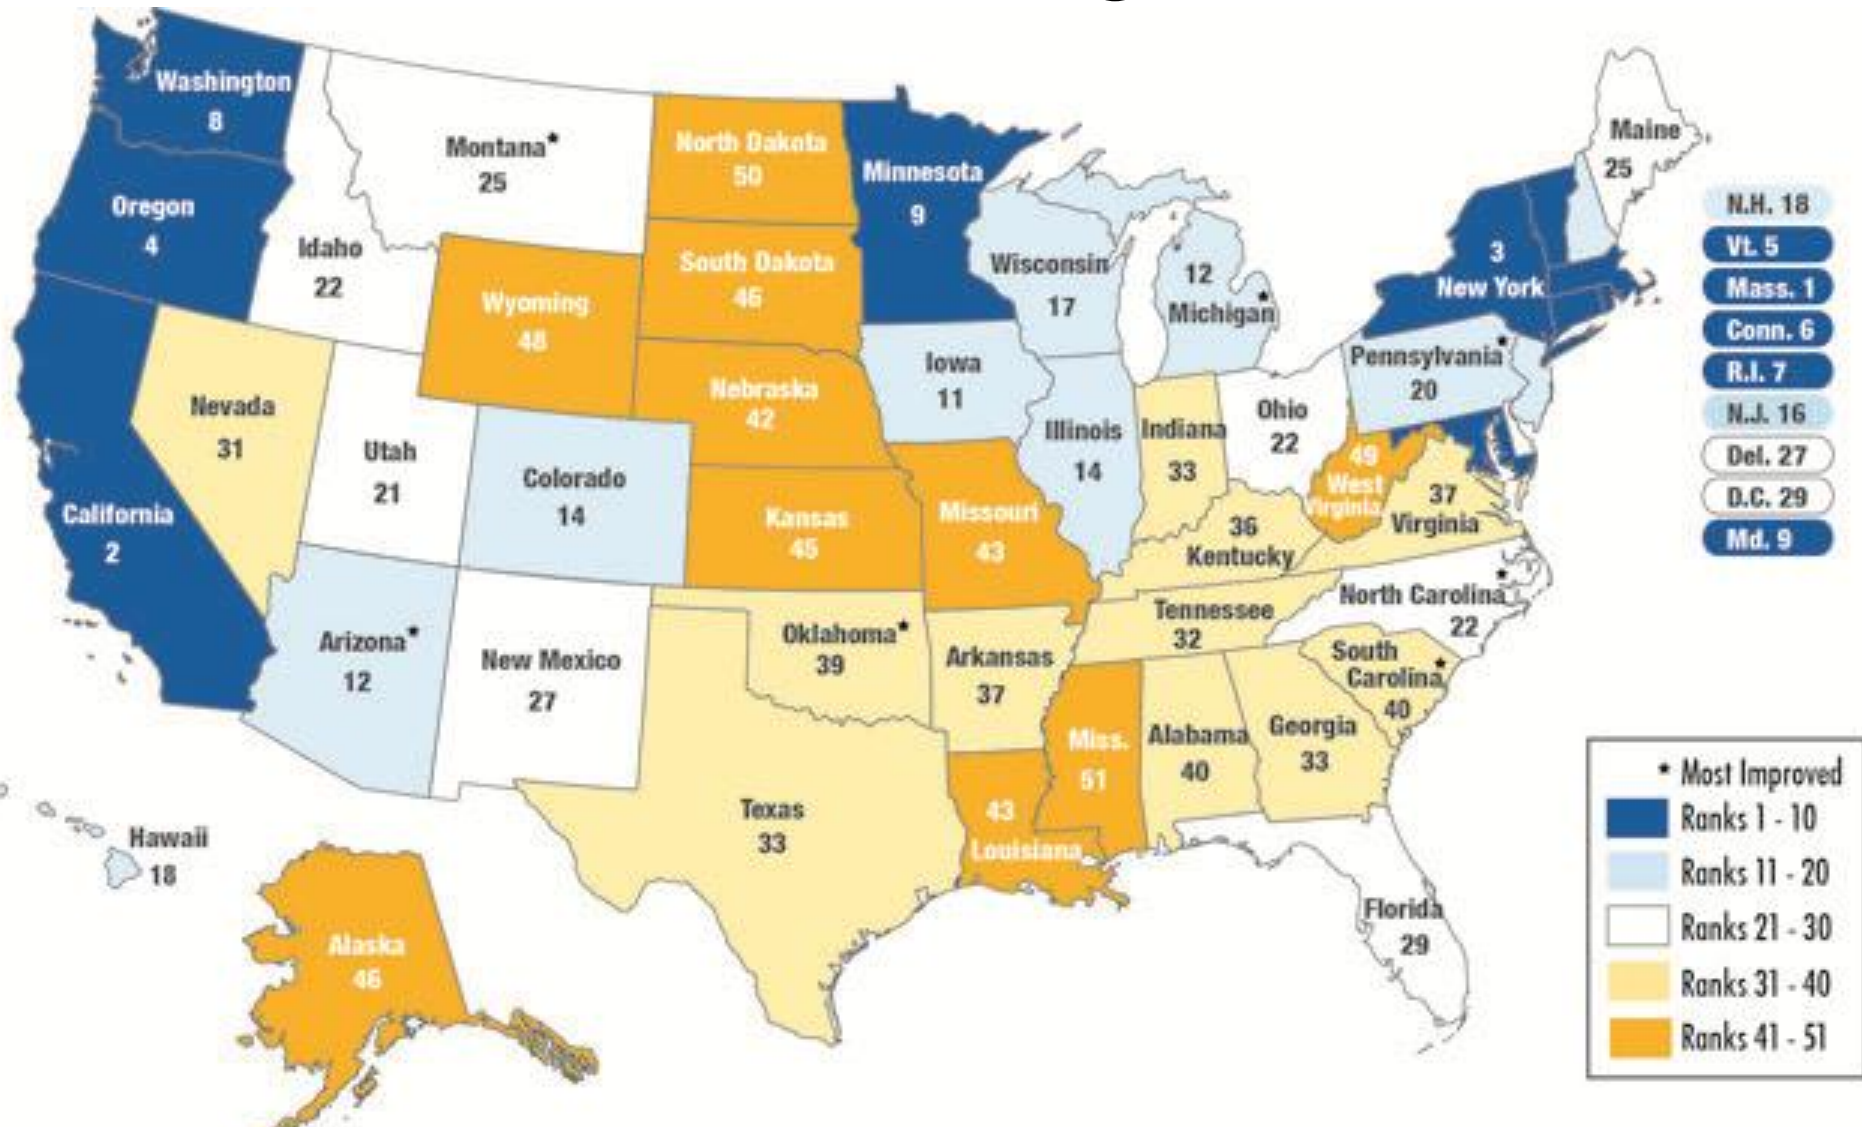 Washington
8
Oregon
4
California
2
Nevada
31
Idaho
22
Montana*
25
Wyoming
48
Utah
21
Colorado
14
Arizona*
12
New Mexico
27
North Dakota
50
South Dakota
46
Nebraska
42
Kansas
45
Oklahoma*
39
Texas
33
Minnesota
9
Iowa
11
Missouri
43
Arkansas
37
43
Louisiana
Wisconsin
17
Illinois
14
12
Michigan*
Indiana
33
Ohio
22
36
Kentucky
Tennessee
32
Miss.
51
Alabama
40
Georgia
33
Florida
29
South
Carolina*
40
North Carolina*
22
37
Virginia
49
West
Virginia
Pennsylvania*
20
3
New York
Maine
25
N.H. 18
Vt. 5
Mass. 1
Conn. 6
R.I. 7
N.J. 16
Del. 27
D.C. 29
Md. 9
Hawaii
18
Alaska
46
* Most Improved
Ranks 1 - 10
Ranks 11 - 20
Ranks 21 - 30
Ranks 31 - 40
Ranks 41 - 51